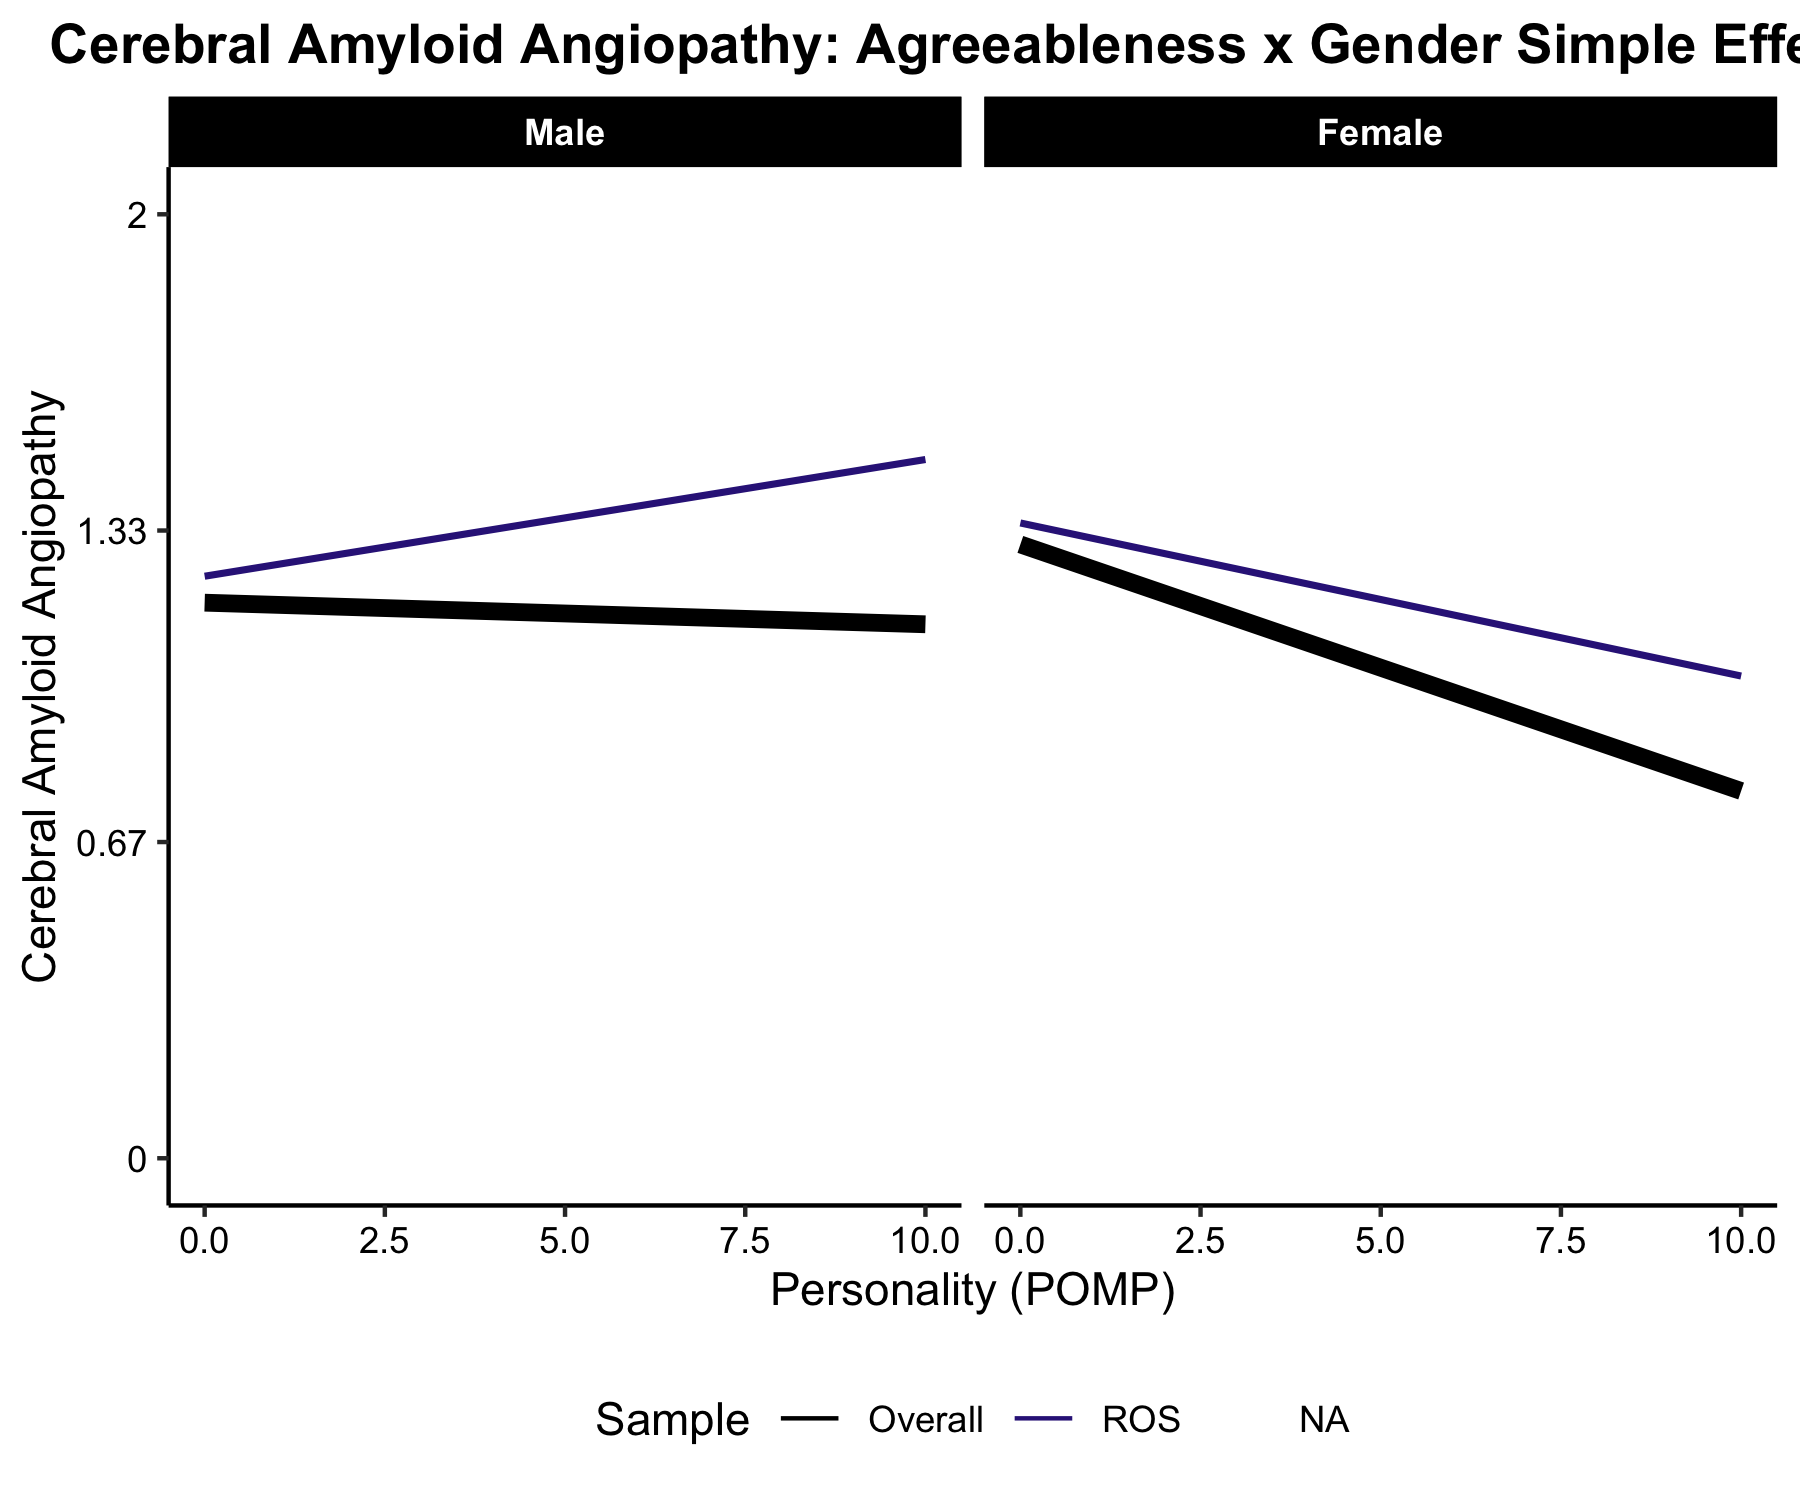 Cerebral Amyloid Angiopathy: Agreeableness x Gender Simple Effe
Male
Female
Cerebral Amyloid Angiopathy
2
1.33
0.67
0
0.0 2.5 5.0 7.5 10.0 0.0 2.5 5.0 7.5 10.0
Personality (POMP)
Sample Overall ROS NA